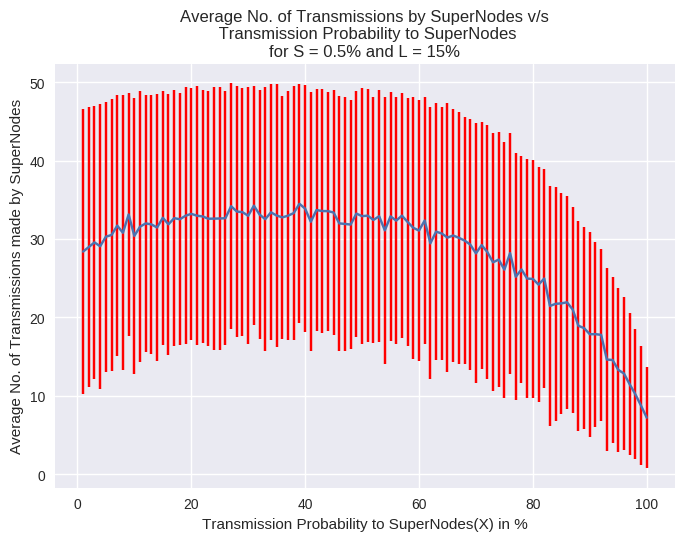 Average No. of Transmissions by SuperNodes v/s
Transmission Probability to SuperNodes
for S = 0.5% and L = 15%
Average No. of Transmissions made by SuperNodes
50
40
30
20
10
0
0 20 40 60 80 100
Transmission Probability to SuperNodes(X) in %